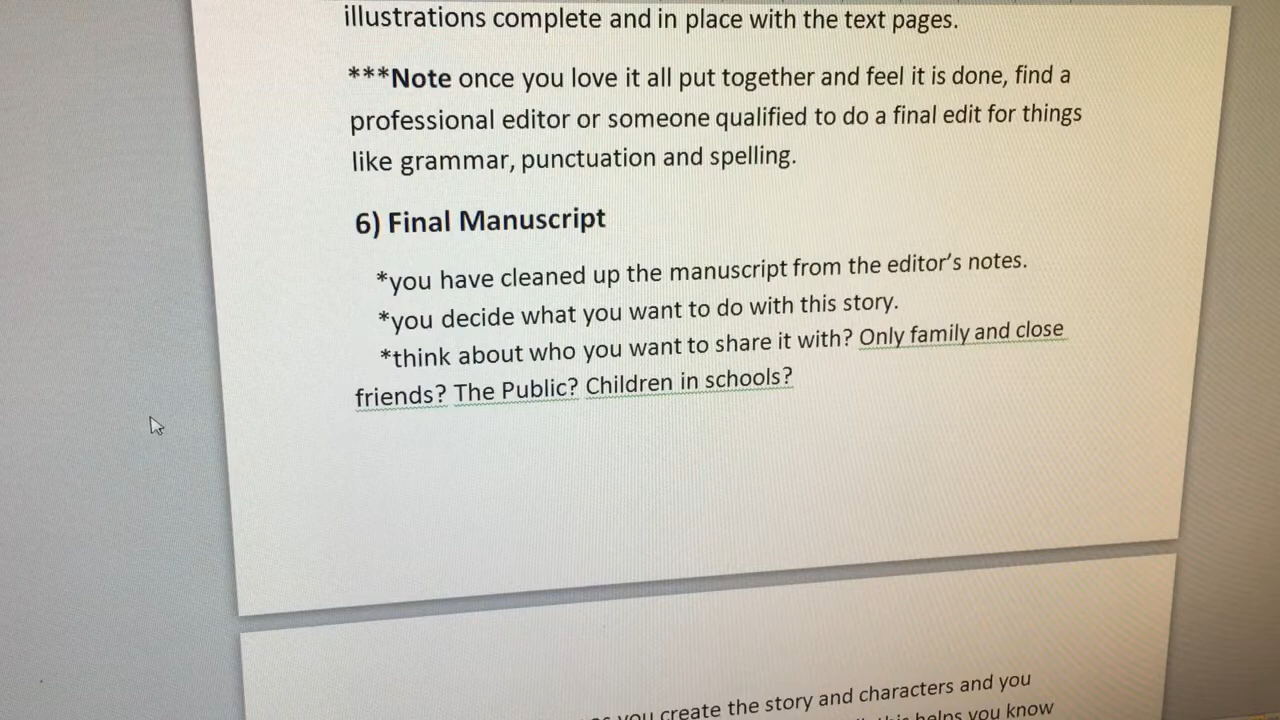 illustrations complete and in place with the text pages.
***Note once you love it all put together and feel it is done, find a
professional editor or someone qualified to do a final edit for things
like grammar, punctuation and spelling.
6) Final Manuscript
*you have cleaned up the manuscript from the editor's notes.
*you decide what you want to do with this story.
*think about who you want to share it with? Only family and close
friends? The Public? Children in schools?
you create the story and characters and you
helps you know